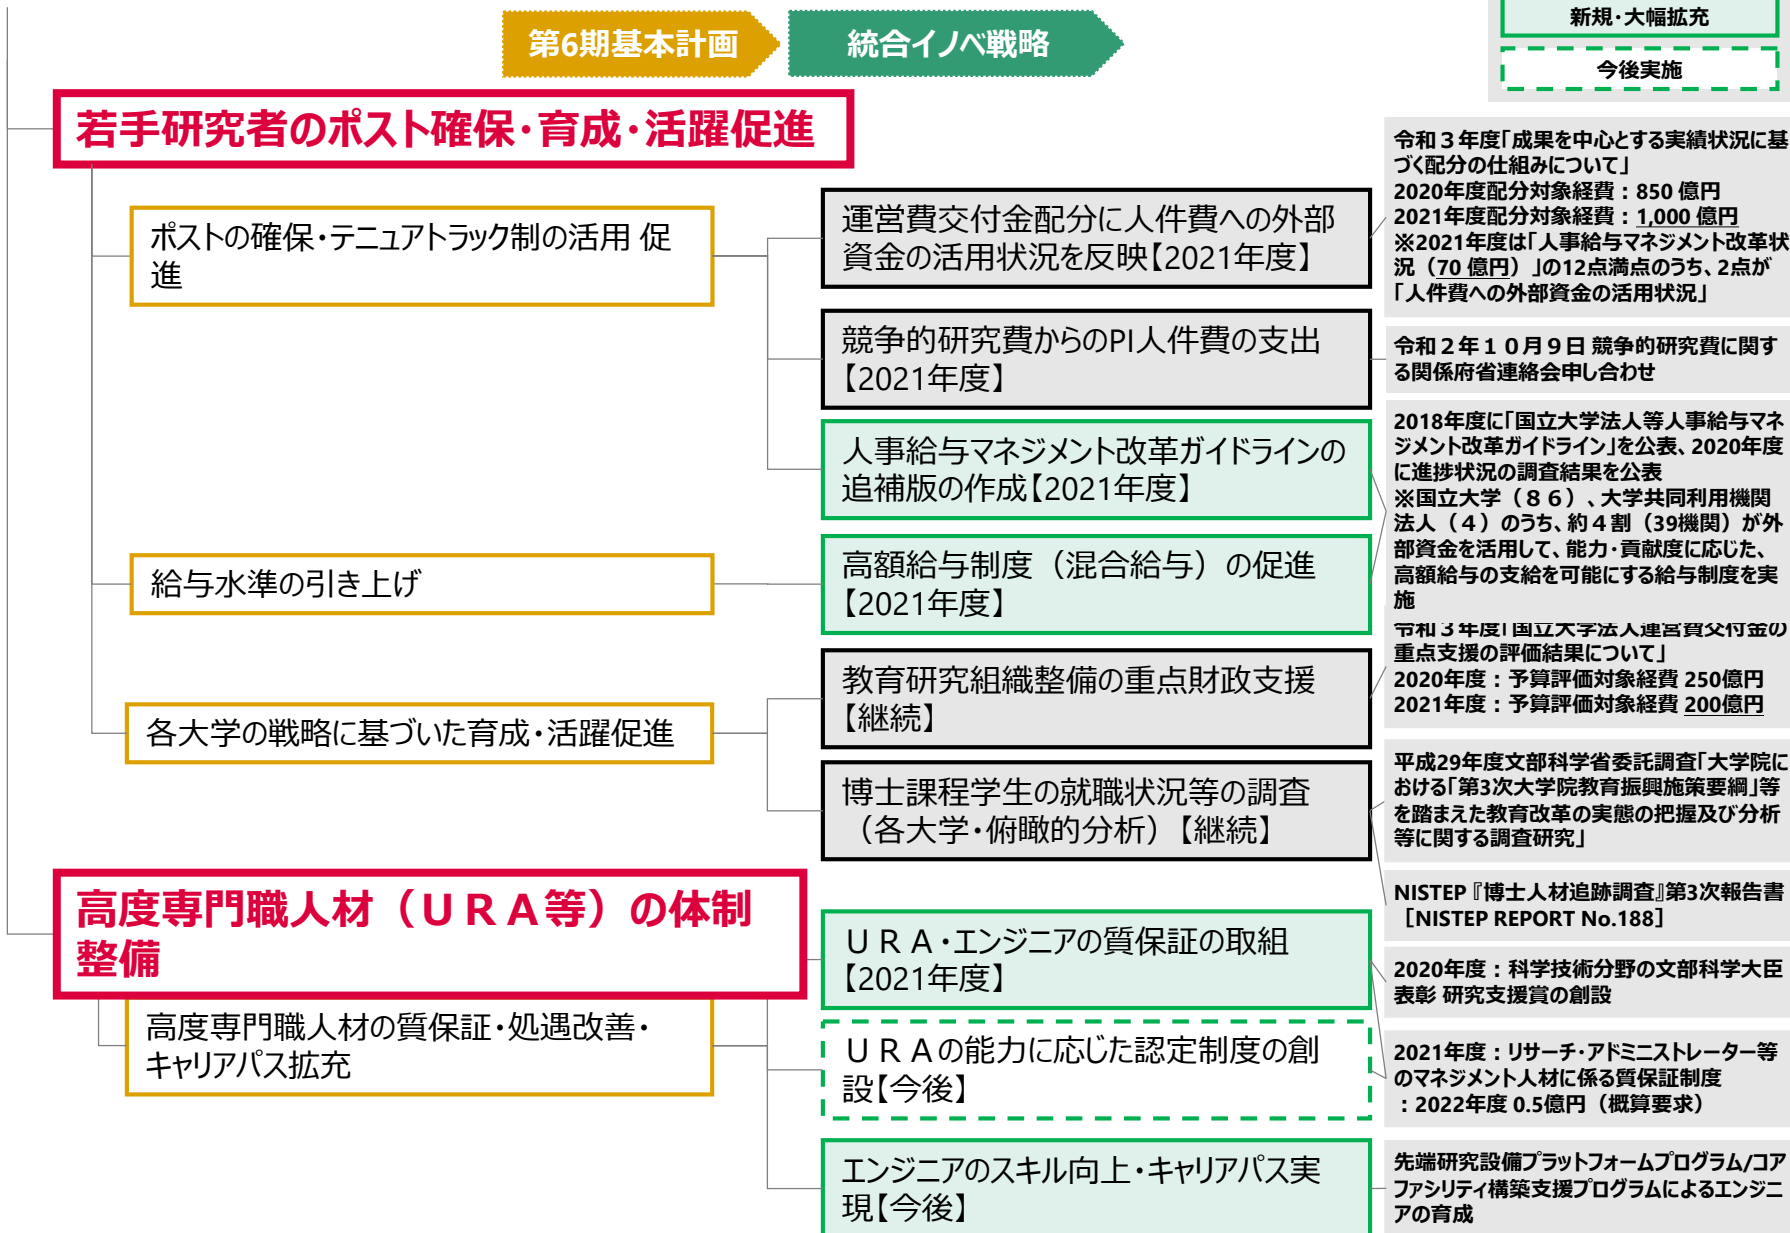 第6期基本計画
統合イノベ戦略
新規・大幅拡充
今後実施
若手研究者のポスト確保・育成・活躍促進
ポストの確保・テニュアトラック制の活用 促
進
運営費交付金配分に人件費への外部
資金の活用状況を反映【2021年度】
令和３年度「成果を中心とする実績状況に基
づく配分の仕組みについて」
2020年度配分対象経費：850 億円
2021年度配分対象経費：1,000 億円
※2021年度は「人事給与マネジメント改革状
況（70 億円）」の12点満点のうち、2点が
「人件費への外部資金の活用状況」
競争的研究費からのPI人件費の支出
【2021年度】
令和２年１０月９日 競争的研究費に関す
る関係府省連絡会申し合わせ
人事給与マネジメント改革ガイドラインの
追補版の作成【2021年度】
2018年度に「国立大学法人等人事給与マネ
ジメント改革ガイドライン」を公表、2020年度
に進捗状況の調査結果を公表
※国立大学（８６）、大学共同利用機関
法人（４）のうち、約４割（39機関）が外
部資金を活用して、能力・貢献度に応じた、
高額給与の支給を可能にする給与制度を実
施
給与水準の引き上げ
高額給与制度（混合給与）の促進
【2021年度】
各大学の戦略に基づいた育成・活躍促進
教育研究組織整備の重点財政支援
【継続】
令和３年度「国立大学法人運営費交付金の
重点支援の評価結果について」
2020年度：予算評価対象経費 250億円
2021年度：予算評価対象経費 200億円
博士課程学生の就職状況等の調査
（各大学・俯瞰的分析）【継続】
平成29年度文部科学省委託調査「大学院に
おける「第3次大学院教育振興施策要綱」等
を踏まえた教育改革の実態の把握及び分析
等に関する調査研究」
NISTEP『博士人材追跡調査』第3次報告書
［NISTEP REPORT No.188］
高度専門職人材（ＵＲＡ等）の体制
整備
高度専門職人材の質保証・処遇改善・
キャリアパス拡充
ＵＲＡ・エンジニアの質保証の取組
【2021年度】
2020年度：科学技術分野の文部科学大臣
表彰 研究支援賞の創設
ＵＲＡの能力に応じた認定制度の創
設【今後】
2021年度：リサーチ・アドミニストレーター等
のマネジメント人材に係る質保証制度
：2022年度 0.5億円（概算要求）
エンジニアのスキル向上・キャリアパス実
現【今後】
先端研究設備プラットフォームプログラム/コア
ファシリティ構築支援プログラムによるエンジニ
アの育成